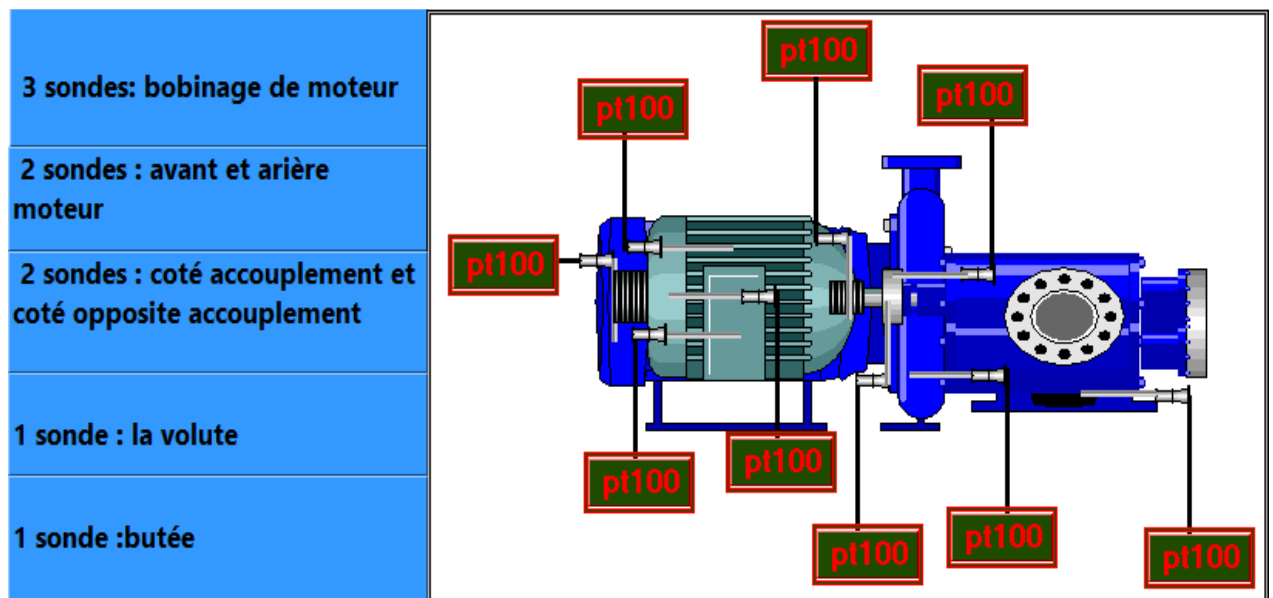 3 sondes: bobinage de moteur
2 sondes : avant et arière
moteur
2 sondes : coté accouplement et
coté opposite accouplement
1 sonde : la volute
1 sonde :butée
pt100
pt100
pt100
pt100
pt100
pt100
pt100
pt100
pt100